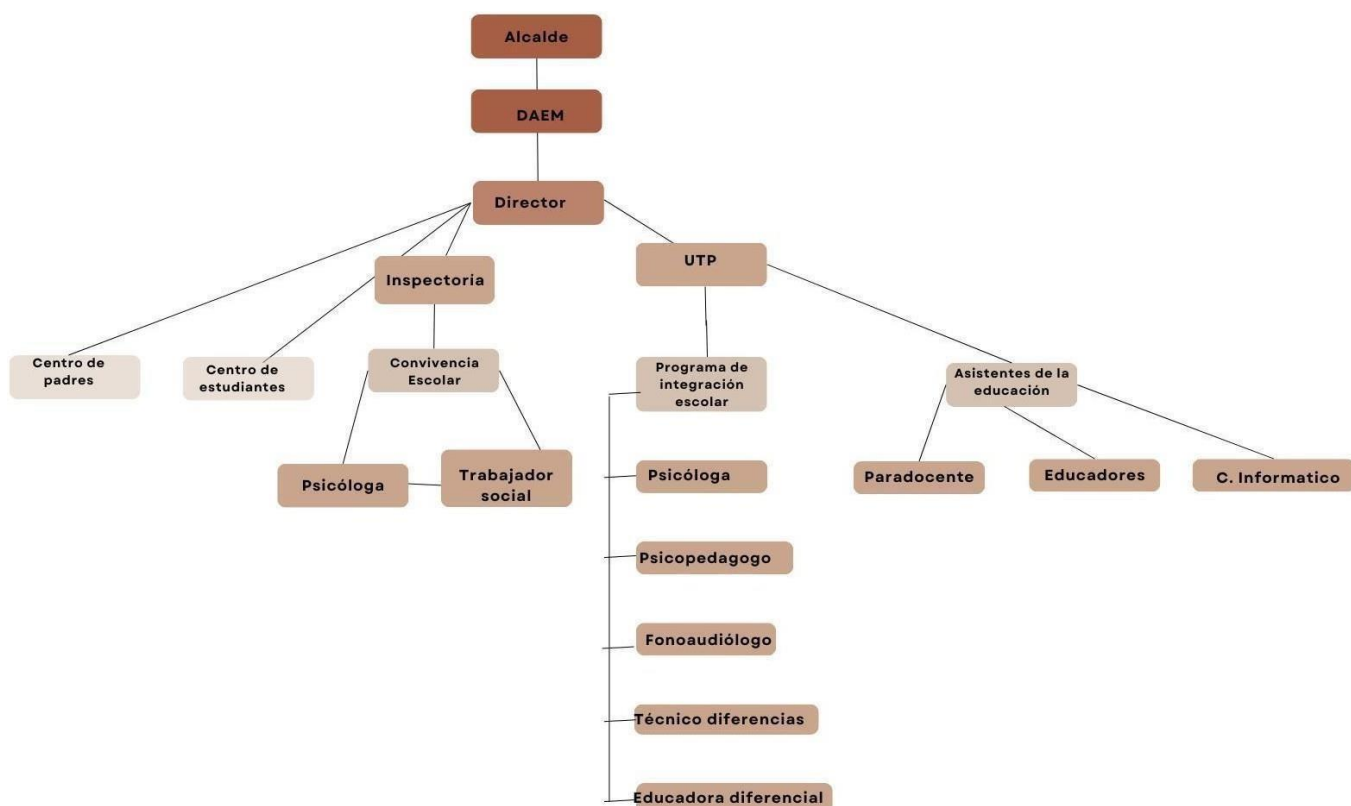 Alcalde
DAEM
Director
UTP
Inspectoria
Centro de
padres
Centro de
estudiantes
Convivencia
Escolar
Programa de
integración
escolar
Asistentes de la
educación
Psicóloga
Trabajador
social
Psicóloga
Paradocente
Educadores
C. Informatico
Psicopedagogo
Fonoaudiólogo
Técnico diferencias
Educadora diferencial